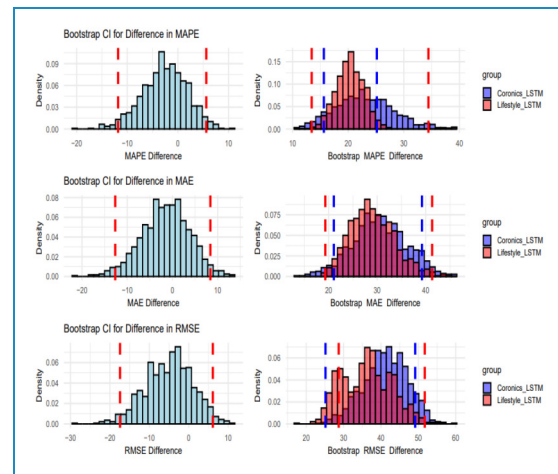 Bootstrap CI for Difference in MAPE
Density
0.00 0.03 0.06 0.09
-20 -10 0 10
MAPE Difference
Density
0.00 0.05 0.10 0.15
10 20 30 40
Bootstrap MAPE Difference
group
Coronics_LSTM
Lifestyle_LSTM
Bootstrap CI for Difference in MAE
Density
0.00 0.02 0.04 0.06 0.08
-20 -10 0 10
MAE Difference
Density
0.000 0.025 0.050 0.075
20 30 40
Bootstrap MAE Difference
group
Coronics_LSTM
Lifestyle_LSTM
Bootstrap CI for Difference in RMSE
Density
0.00 0.02 0.04 0.06
-30 -20 -10 0 10
RMSE Difference
Density
0.00 0.02 0.04 0.06
20 30 40 50 60
Bootstrap RMSE Difference
group
Coronics_LSTM
Lifestyle_LSTM